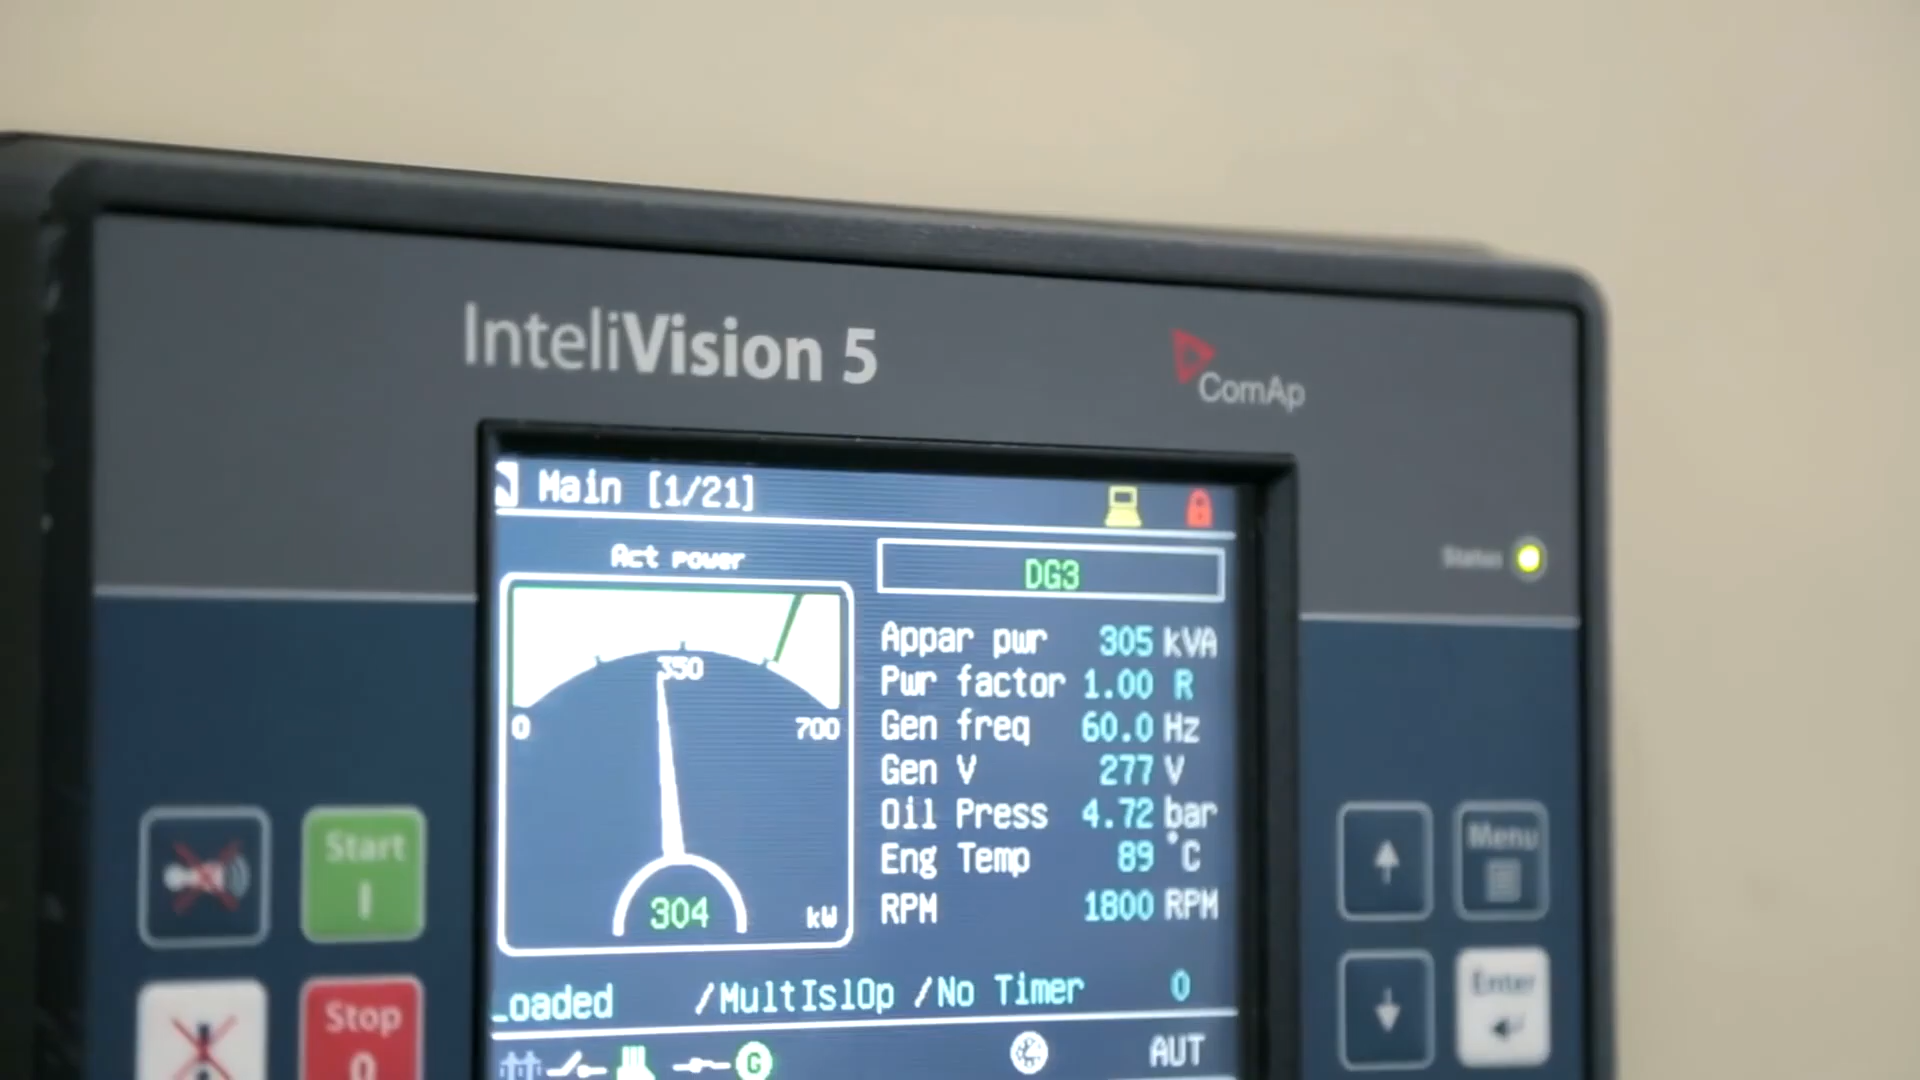 InteliVision 5
ComAp
Main [1/21]
Status
Act power
DG3
350
0
700
304
kW
Appar pwr 305 kVA
Pwr factor 1.00 R
Gen freq 60.0 Hz
Gen V 277 V
Oil Press 4.72 bar
Eng Temp 89 °C
RPM 1800 RPM
Loaded /MultIslOp /No Timer 0
G
AUT
Start
I
Stop
0
Menu
Enter